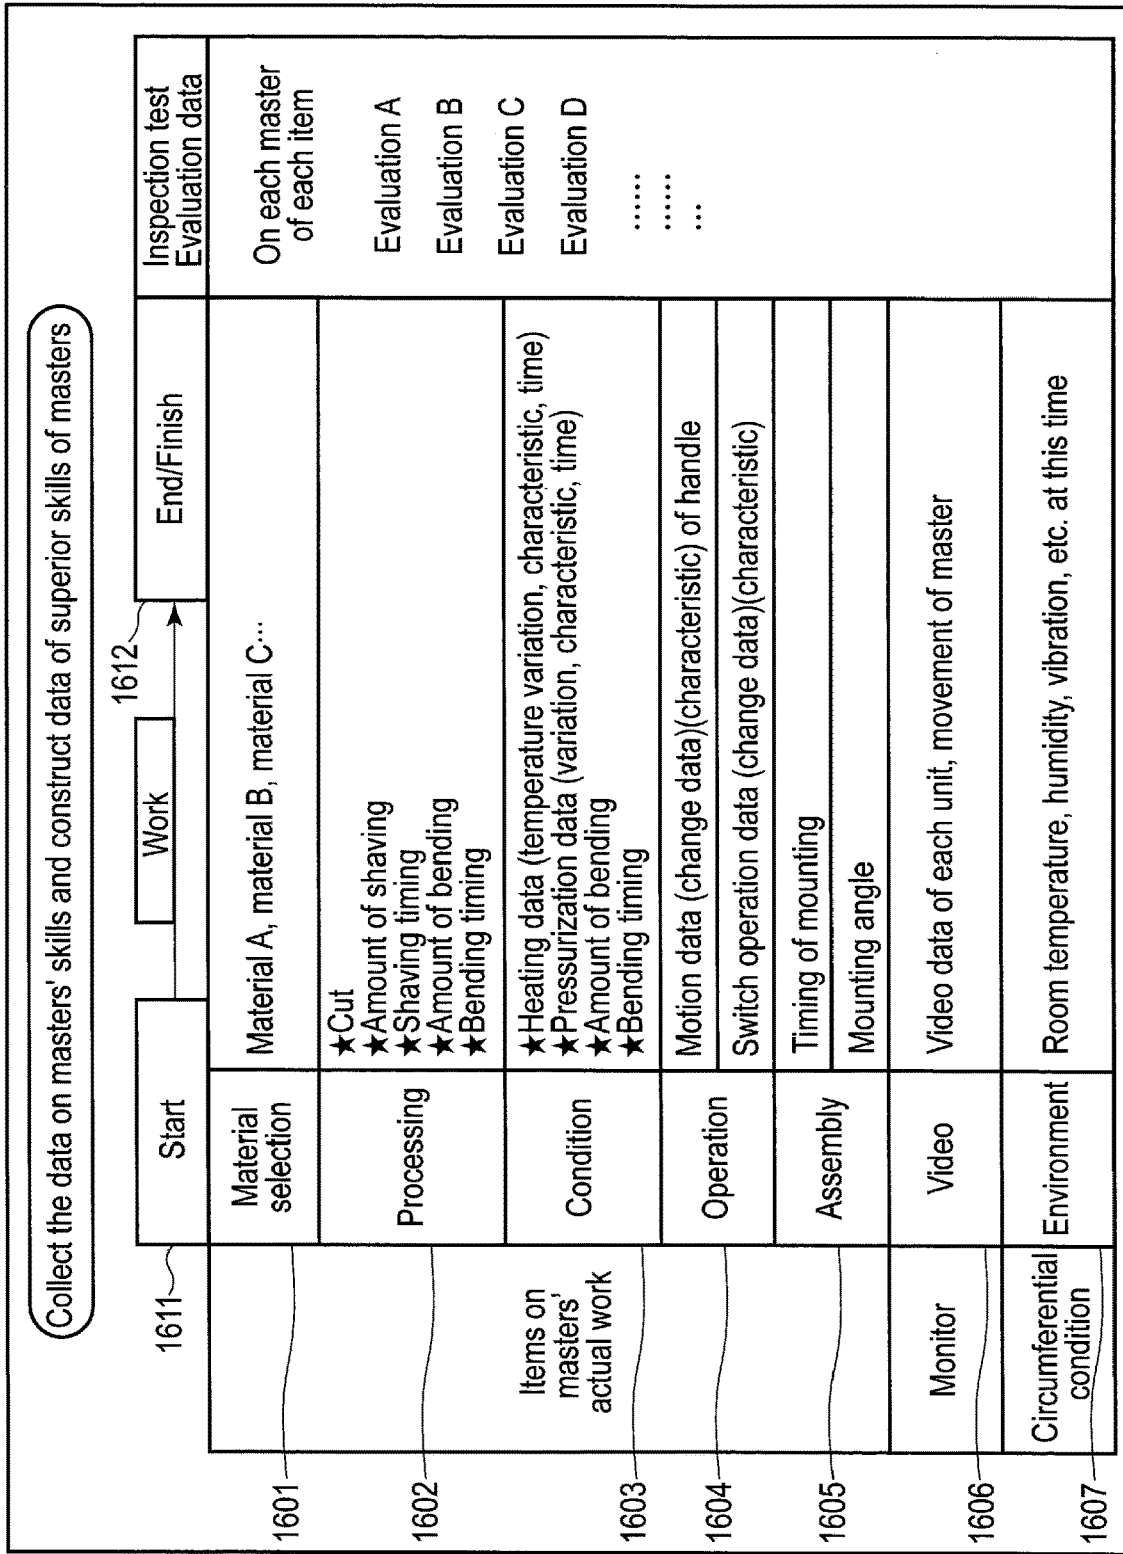 Collect the data on masters' skills and construct data of superior skills of masters
1611
Start
Work
1612
End/Finish
Inspection test
Evaluation data
Items on
masters'
actual work
1601
Material
selection
Material A, material B, material C...
1602
Processing
★Cut
★Amount of shaving
★Shaving timing
★Amount of bending
★Bending timing
1603
Condition
★Heating data (temperature variation, characteristic, time)
★Pressurization data (variation, characteristic, time)
★Amount of bending
★Bending timing
1604
Operation
Motion data (change data)(characteristic) of handle
Switch operation data (change data)(characteristic)
1605
Assembly
Timing of mounting
Mounting angle
1606
Monitor
Video
Video data of each unit, movement of master
1607
Circumferential
condition
Environment
Room temperature, humidity, vibration, etc. at this time
On each master
of each item
Evaluation A
Evaluation B
Evaluation C
Evaluation D
......
......
...